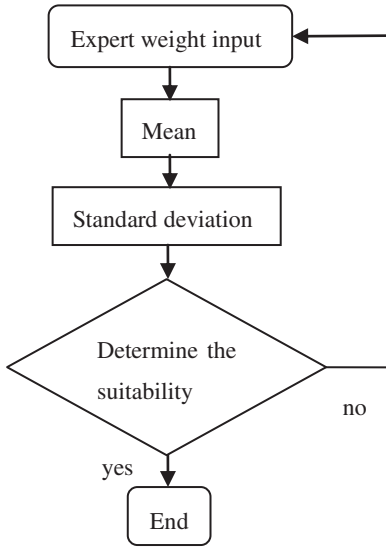 Expert weight input
Mean
Standard deviation
Determine the
suitability
no
yes
End